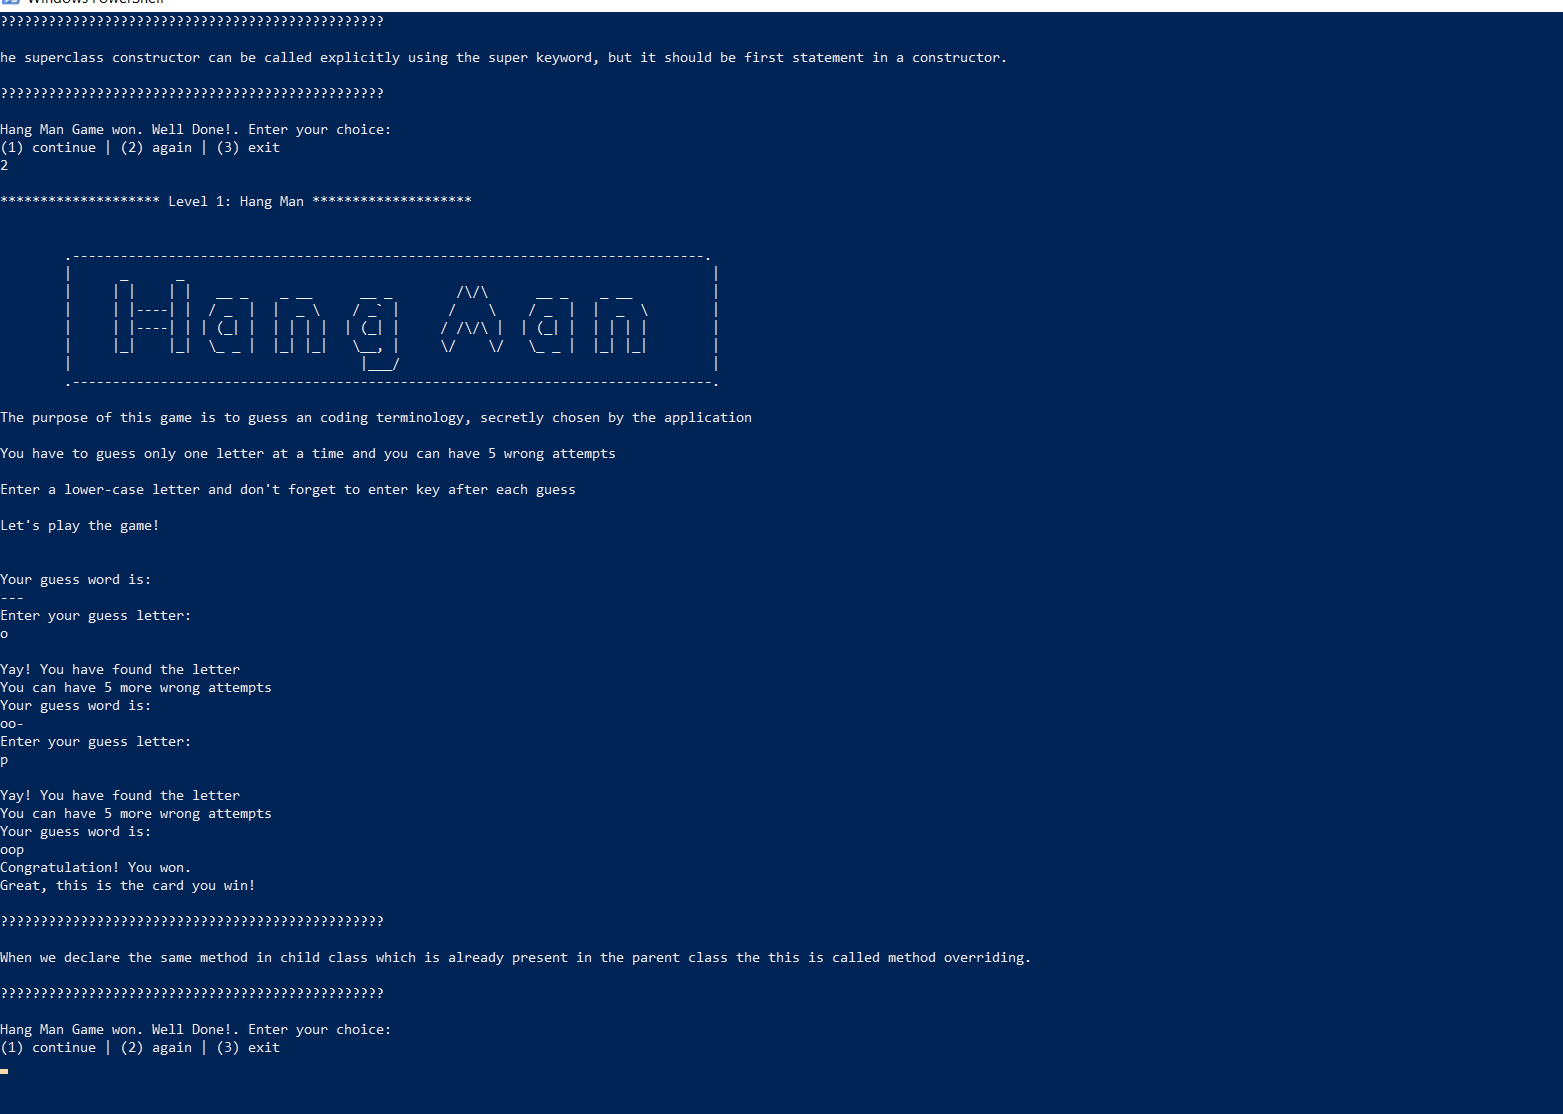 Windows PowerShell
????????????????????????????????????????????????
he superclass constructor can be called explicitly using the super keyword, but it should be first statement in a constructor.
????????????????????????????????????????????????
Hang Man Game won. Well Done!. Enter your choice:
(1) continue | (2) again | (3) exit
2
******************** Level 1: Hang Man ********************
Hang Man
The purpose of this game is to guess an coding terminology, secretly chosen by the application
You have to guess only one letter at a time and you can have 5 wrong attempts
Enter a lower-case letter and don't forget to enter key after each guess
Let's play the game!
Your guess word is:
---
Enter your guess letter:
o
Yay! You have found the letter
You can have 5 more wrong attempts
Your guess word is:
oo-
Enter your guess letter:
p
Yay! You have found the letter
You can have 5 more wrong attempts
Your guess word is:
oop
Congratulation! You won.
Great, this is the card you win!
????????????????????????????????????????????????
When we declare the same method in child class which is already present in the parent class the this is called method overriding.
????????????????????????????????????????????????
Hang Man Game won. Well Done!. Enter your choice:
(1) continue | (2) again | (3) exit